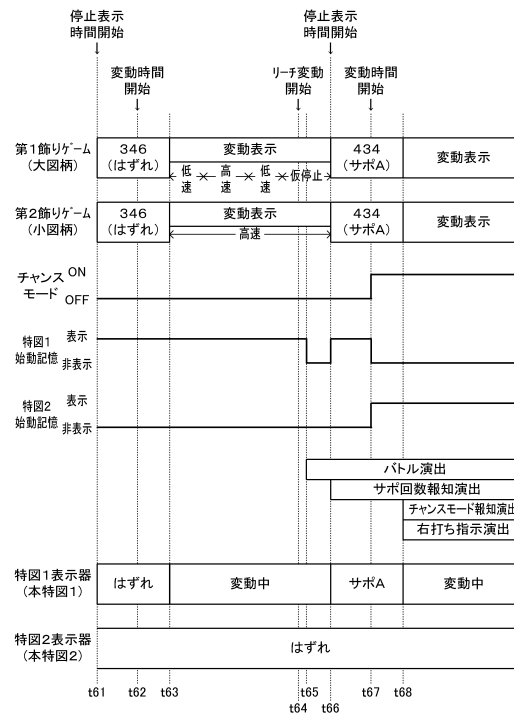 停止表示
時間開始
停止表示
時間開始
変動時間
開始
リーチ変動
開始
変動時間
開始
第1飾りゲーム
(大図柄)
346
(はずれ)
変動表示
低速
高速
低速
仮停止
434
(サポA)
変動表示
第2飾りゲーム
(小図柄)
346
(はずれ)
変動表示
高速
434
(サポA)
変動表示
チャンス
モード
ON
OFF
特図1
始動記憶
表示
非表示
特図2
始動記憶
表示
非表示
バトル演出
サポ回数報知演出
チャンスモード報知演出
右打ち指示演出
特図1表示器
(本特図1)
はずれ
変動中
サポA
変動中
特図2表示器
(本特図2)
はずれ
t61
t62
t63
t64
t65
t66
t67
t68